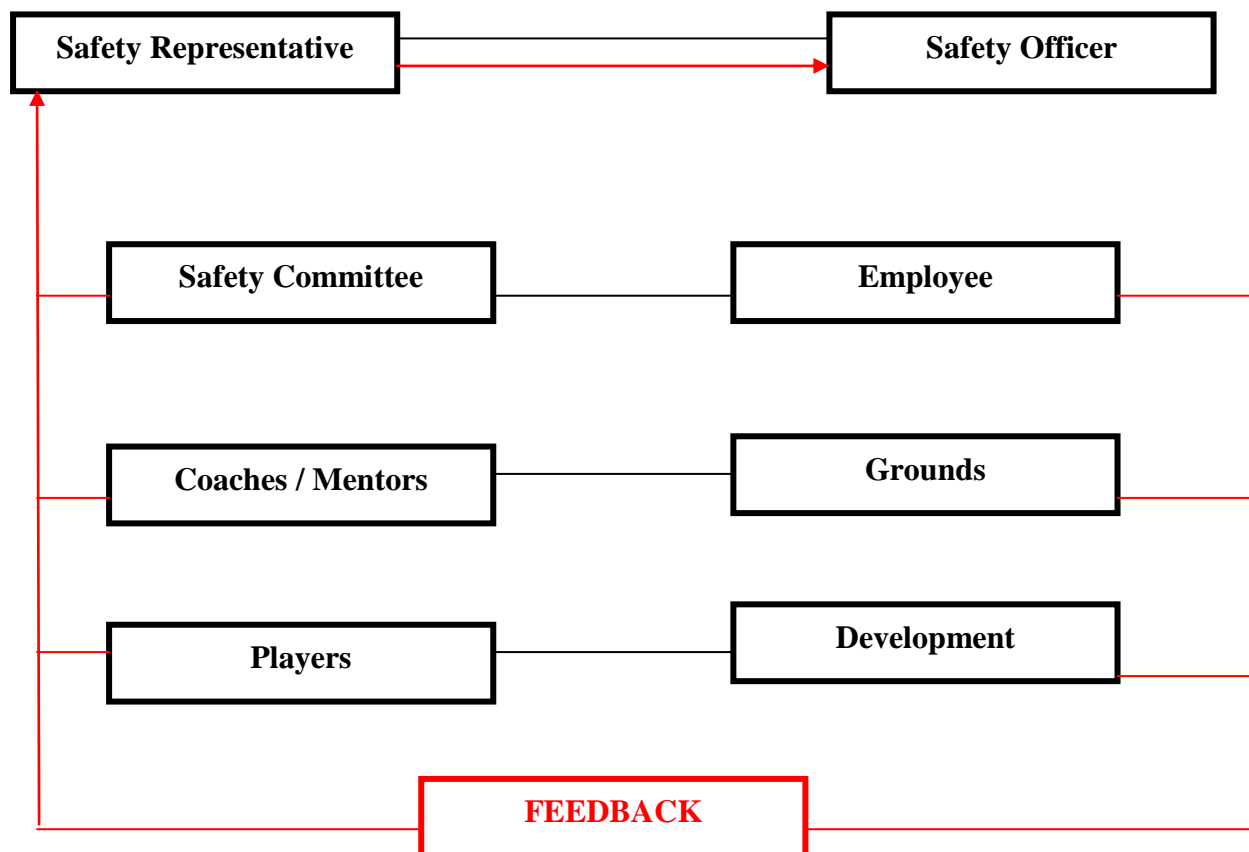 Safety Representative
Safety Officer
Safety Committee
Employee
Coaches / Mentors
Grounds
Players
Development
FEEDBACK